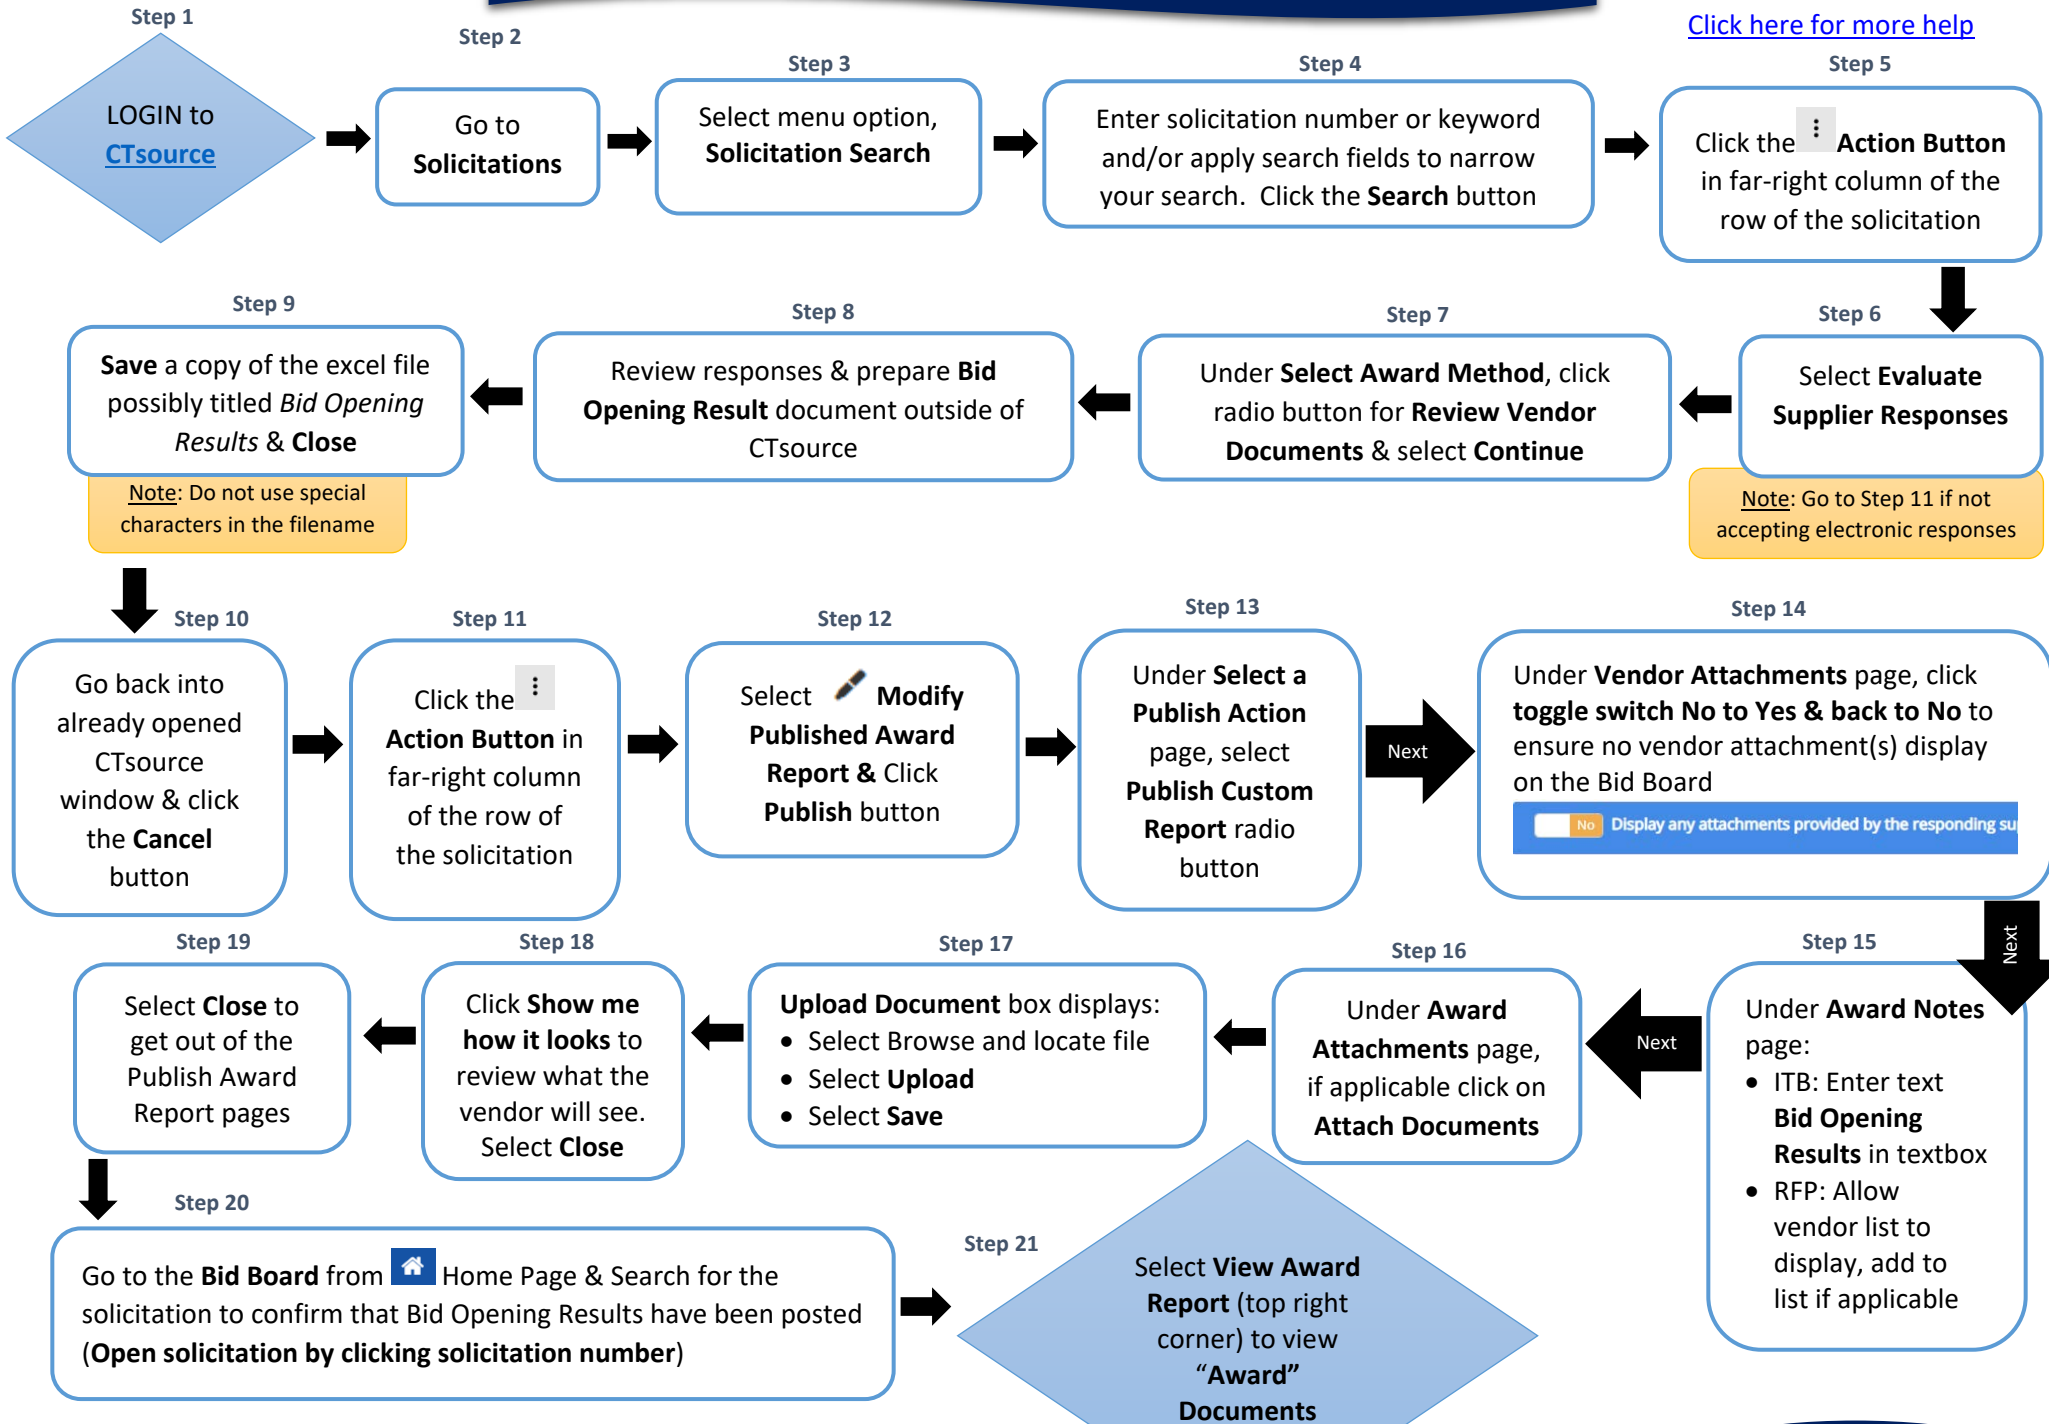 Click here for more help
Step 1
LOGIN to
CTsource
Step 2
Go to
Solicitations
Step 3
Select menu option,
Solicitation Search
Step 4
Enter solicitation number or keyword
and/or apply search fields to narrow
your search.  Click the Search button
Step 5
Click the Action Button
in far-right column of the
row of the solicitation
Step 6
Select Evaluate
Supplier Responses
Note: Go to Step 11 if not
accepting electronic responses
Step 7
Under Select Award Method, click
radio button for Review Vendor
Documents & select Continue
Step 8
Review responses & prepare Bid
Opening Result document outside of
CTsource
Step 9
Save a copy of the excel file
possibly titled Bid Opening
Results & Close
Note: Do not use special
characters in the filename
Step 10
Go back into
already opened
CTsource
window & click
the Cancel
button
Step 11
Click the
Action Button in
far-right column
of the row of
the solicitation
Step 12
Select Modify
Published Award
Report & Click
Publish button
Step 13
Under Select a
Publish Action
page, select
Publish Custom
Report radio
button
Next
Step 14
Under Vendor Attachments page, click
toggle switch No to Yes & back to No to
ensure no vendor attachment(s) display
on the Bid Board
No Display any attachments provided by the responding su
Next
Step 15
Under Award Notes
page:
• ITB: Enter text
Bid Opening
Results in textbox
• RFP: Allow
vendor list to
display, add to
list if applicable
Next
Step 16
Under Award
Attachments page,
if applicable click on
Attach Documents
Step 17
Upload Document box displays:
• Select Browse and locate file
• Select Upload
• Select Save
Step 18
Click Show me
how it looks to
review what the
vendor will see.
Select Close
Step 19
Select Close to
get out of the
Publish Award
Report pages
Step 20
Go to the Bid Board from Home Page & Search for the
solicitation to confirm that Bid Opening Results have been posted
(Open solicitation by clicking solicitation number)
Step 21
Select View Award
Report (top right
corner) to view
“Award”
Documents